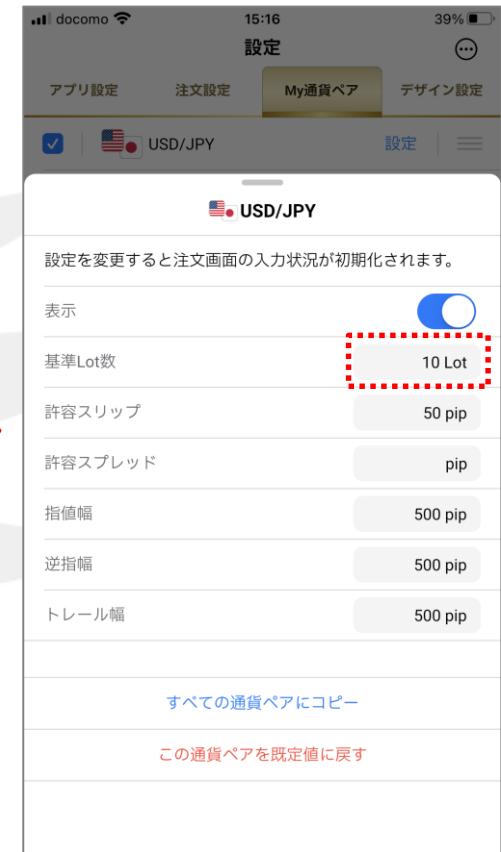 docomo 15:16 39%
設定
アプリ設定 注文設定 My通貨ペア デザイン設定
USD/JPY 設定
USD/JPY
設定を変更すると注文画面の入力状況が初期化されます。
表示
基準Lot数 10 Lot
許容スリップ 50 pip
許容スプレッド pip
指値幅 500 pip
逆指幅 500 pip
トレール幅 500 pip
すべての通貨ペアにコピー
この通貨ペアを既定値に戻す